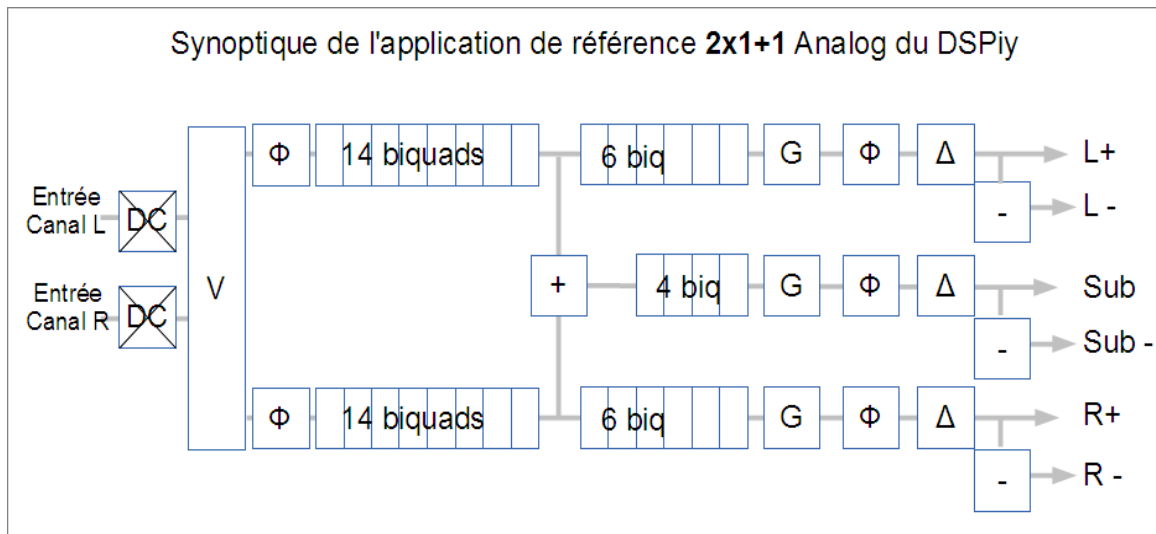 Synoptique de l'application de référence 2x1+1 Analog du DSPiy
Φ 14 biquads 6 biq G Φ Δ L+
Entrée
Canal L DC - L -
V + 4 biq G Φ Δ Sub
Entrée
Canal R DC - Sub -
Φ 14 biquads 6 biq G Φ Δ R+
- R -